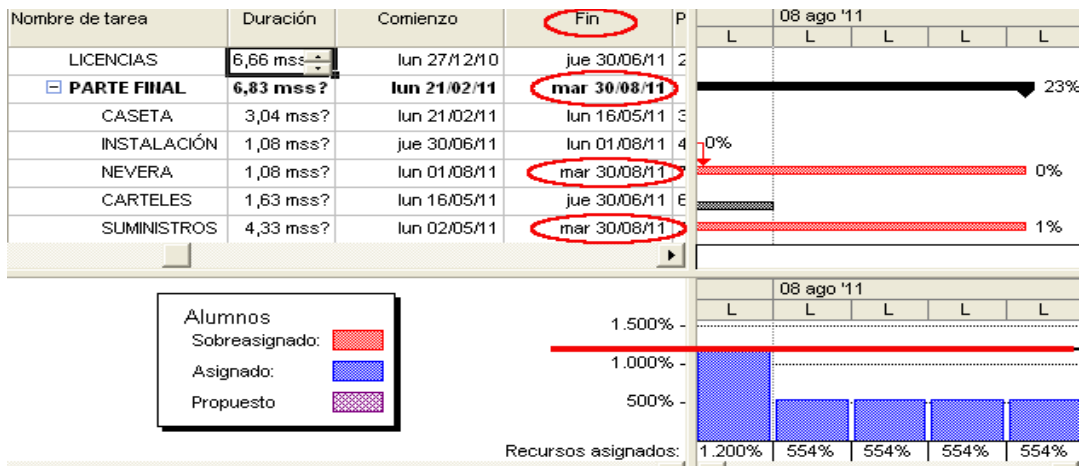 Nombre de tarea Duración Comienzo Fin P 08 ago '11
L L L L L
LICENCIAS 6,66 mss lun 27/12/10 jue 30/06/11 2
PARTE FINAL 6,83 mss? lun 21/02/11 mar 30/08/11 23%
CASETA 3,04 mss? lun 21/02/11 lun 16/05/11 3
INSTALACIÓN 1,08 mss? jue 30/06/11 lun 01/08/11 4 0%
NEVERA 1,08 mss? lun 01/08/11 mar 30/08/11 0%
CARTELES 1,63 mss? lun 16/05/11 jue 30/06/11 6
SUMINISTROS 4,33 mss? lun 02/05/11 mar 30/08/11 1%
08 ago '11
L L L L L
Alumnos
Sobreasignado:
Asignado:
Propuesto
1.500%
1.000%
500%
Recursos asignados: 1.200% 554% 554% 554% 554%